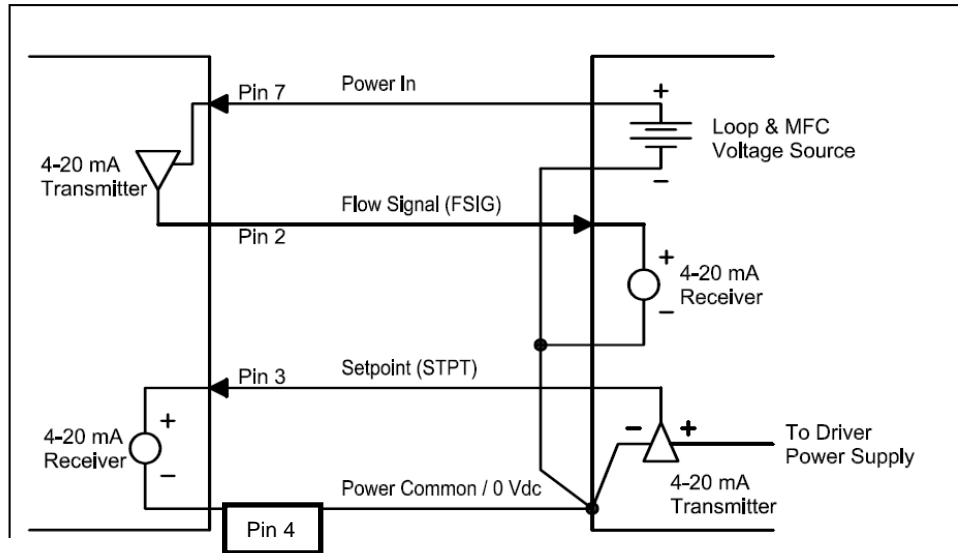 Pin 7
Power In
+
Loop & MFC
Voltage Source
−
4-20 mA
Transmitter
Flow Signal (FSIG)
Pin 2
+
4-20 mA
Receiver
−
Pin 3
Setpoint (STPT)
4-20 mA
Receiver
+
−
− +
To Driver
Power Supply
4-20 mA
Transmitter
Power Common / 0 Vdc
Pin 4